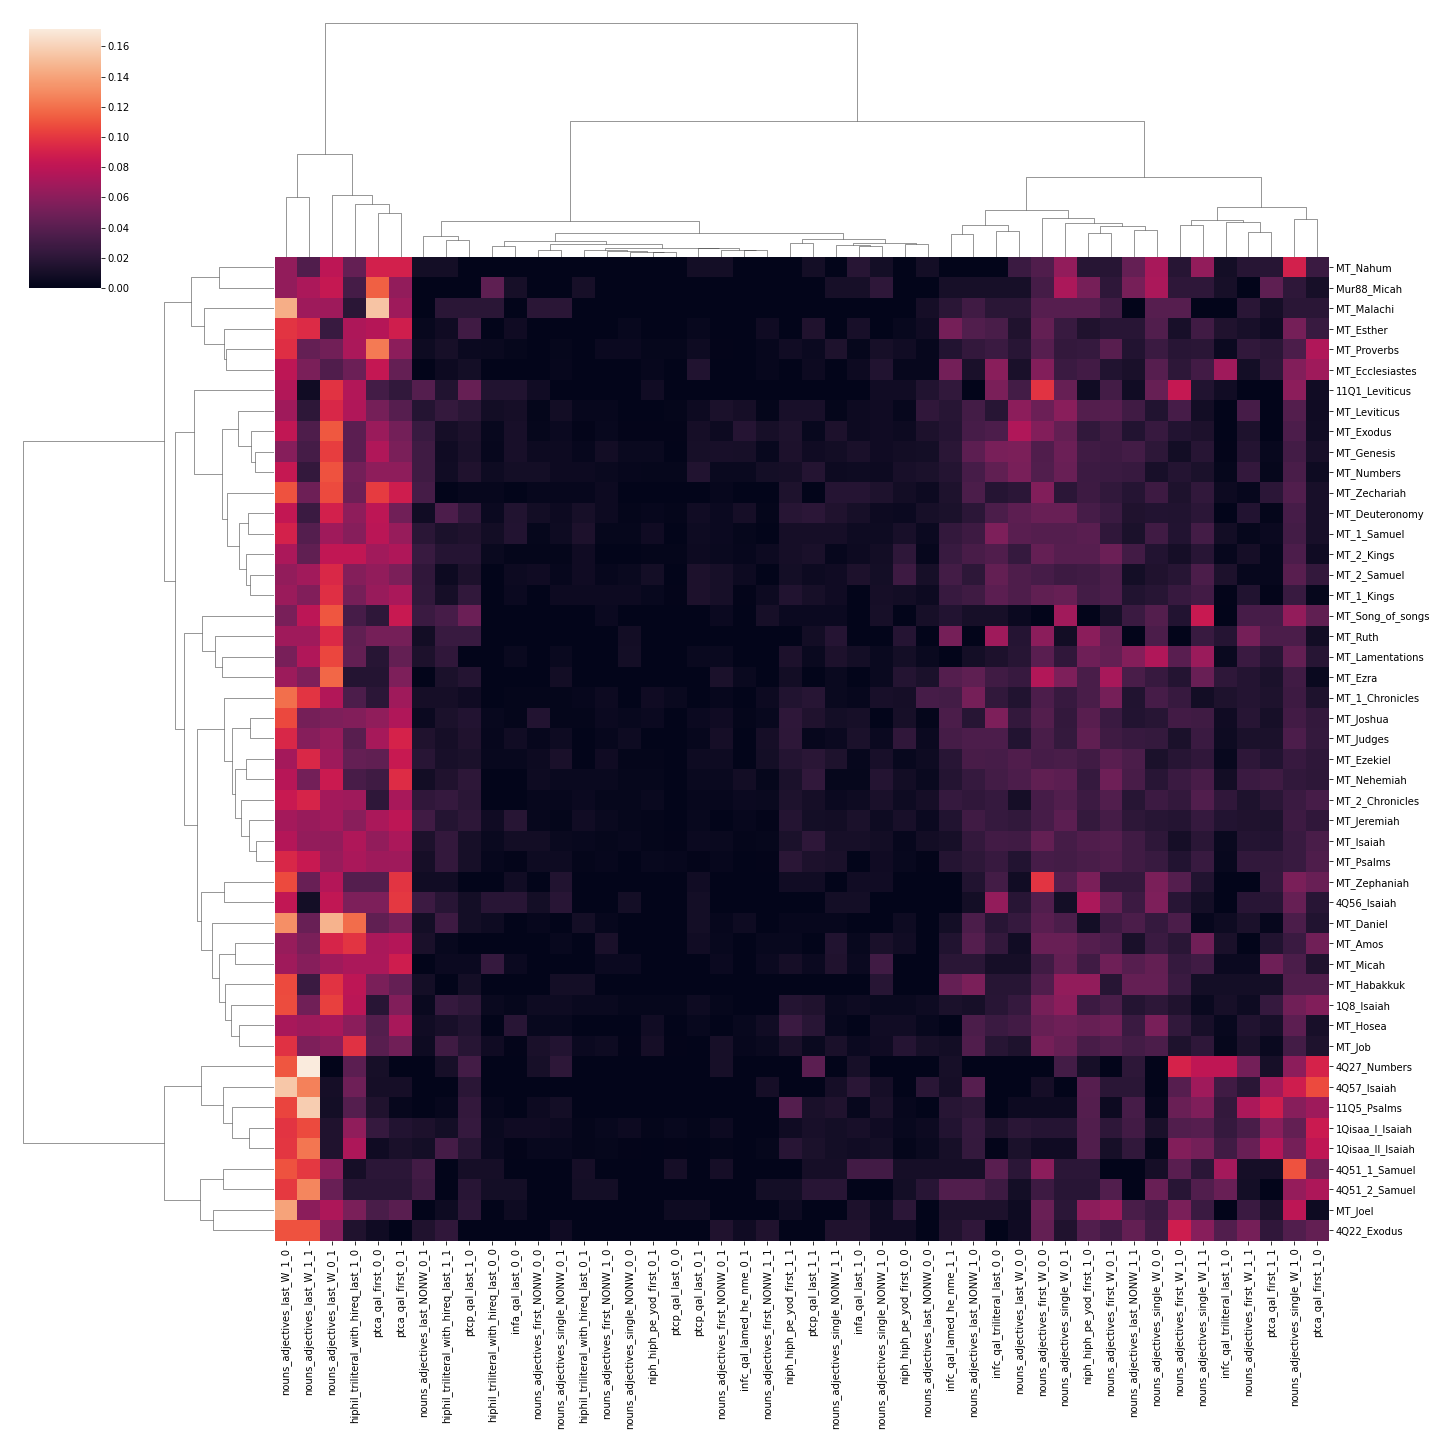 0.16
0.14
0.12
0.10
0.08
0.06
0.04
0.02
0.00
MT_Nahum
Mur88_Micah
MT_Malachi
MT_Esther
MT_Proverbs
MT_Ecclesiastes
11Q1_Leviticus
MT_Leviticus
MT_Exodus
MT_Genesis
MT_Numbers
MT_Zechariah
MT_Deuteronomy
MT_1_Samuel
MT_2_Kings
MT_2_Samuel
MT_1_Kings
MT_Song_of_songs
MT_Ruth
MT_Lamentations
MT_Ezra
MT_1_Chronicles
MT_Joshua
MT_Judges
MT_Ezekiel
MT_Nehemiah
MT_2_Chronicles
MT_Jeremiah
MT_Isaiah
MT_Psalms
MT_Zephaniah
4Q56_Isaiah
MT_Daniel
MT_Amos
MT_Micah
MT_Habakkuk
1Q8_Isaiah
MT_Hosea
MT_Job
4Q27_Numbers
4Q57_Isaiah
11Q5_Psalms
1Qisaa_I_Isaiah
1Qisaa_II_Isaiah
4Q51_1_Samuel
4Q51_2_Samuel
MT_Joel
4Q22_Exodus
nouns_adjectives_last_W_1_0
nouns_adjectives_last_W_1_1
nouns_adjectives_last_W_0_1
hiphil_triliteral_with_hireq_last_1_0
ptca_qal_first_0_0
ptca_qal_first_0_1
nouns_adjectives_last_NONW_0_1
hiphil_triliteral_with_hireq_last_1_1
ptcp_qal_last_1_0
hiphil_triliteral_with_hireq_last_0_0
infa_qal_last_0_0
nouns_adjectives_first_NONW_0_0
nouns_adjectives_single_NONW_0_1
hiphil_triliteral_with_hireq_last_0_1
nouns_adjectives_first_NONW_1_0
nouns_adjectives_single_NONW_0_0
niph_hiph_pe_yod_first_0_1
ptcp_qal_last_0_0
ptcp_qal_last_0_1
nouns_adjectives_first_NONW_0_1
infc_qal_lamed_he_nme_0_1
nouns_adjectives_first_NONW_1_1
niph_hiph_pe_yod_first_1_1
ptcp_qal_last_1_1
nouns_adjectives_single_NONW_1_1
infa_qal_last_1_0
nouns_adjectives_single_NONW_1_0
niph_hiph_pe_yod_first_0_0
nouns_adjectives_last_NONW_0_0
infc_qal_lamed_he_nme_1_1
nouns_adjectives_last_NONW_1_0
infc_qal_triliteral_last_0_0
nouns_adjectives_last_W_0_0
nouns_adjectives_first_W_0_0
nouns_adjectives_single_W_0_1
niph_hiph_pe_yod_first_1_0
nouns_adjectives_first_W_0_1
nouns_adjectives_last_NONW_1_1
nouns_adjectives_single_W_0_0
nouns_adjectives_first_W_1_0
nouns_adjectives_single_W_1_1
infc_qal_triliteral_last_1_0
nouns_adjectives_first_W_1_1
ptca_qal_first_1_1
nouns_adjectives_single_W_1_0
ptca_qal_first_1_0